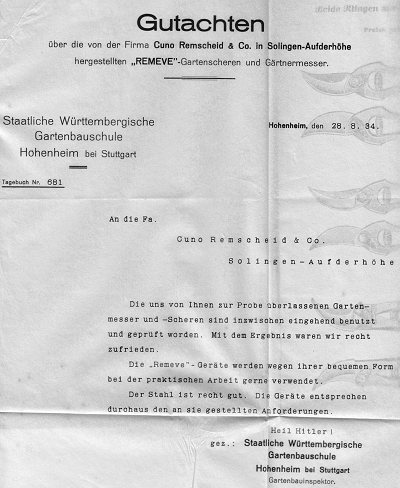 Beide Klingen
Preise
Gutachten
über die von der Firma Cuno Remscheid & Co. in Solingen-Aufderhöhe
hergestellten „REMEVE"-Gartenscheren und Gärtnermesser.
Staatliche Württembergische
Gartenbauschule
Hohenheim bei Stuttgart
Hohenheim, den 28. 8. 34.
Tagebuch Nr. 681
An die Fa.
Cuno Remscheid & Co.
Solingen-Aufderhöhe
Die uns von Ihnen zur Probe überlassenen Garten-
messer und -Scheren sind inzwischen eingehend benutzt
und geprüft worden. Mit dem Ergebnis waren wir recht
zufrieden.
Die „Remeve"-Geräte werden wegen ihrer bequemen Form
bei der praktischen Arbeit gerne verwendet.
Der Stahl ist recht gut. Die Geräte entsprechen
durchaus den an sie gestellten Anforderungen.
Heil Hitler!
gez.: Staatliche Württembergische
Gartenbauschule
Hohenheim bei Stuttgart
Gartenbauinspektor.